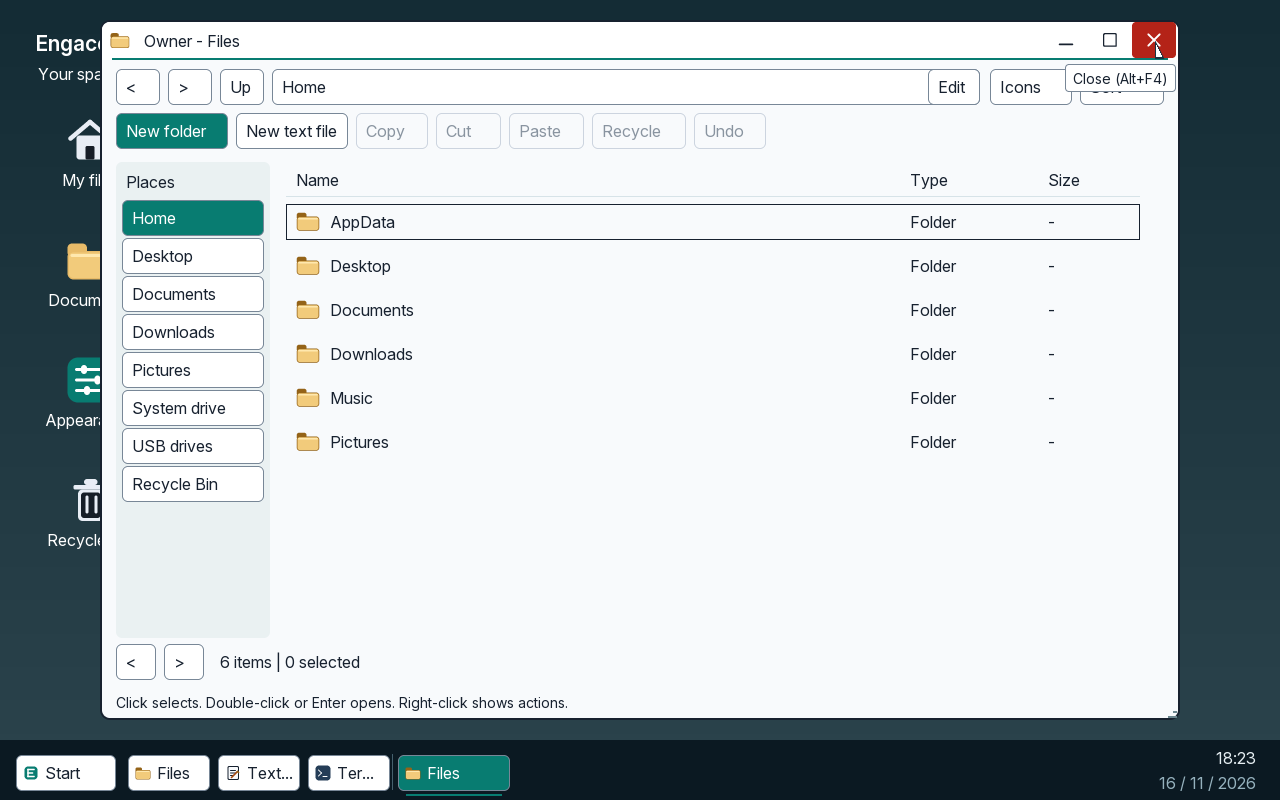 Engac
Your spa
My fil
Docum
Appeara
Recycle
Owner - Files
Close (Alt+F4)
< > Up Home Edit Icons
New folder New text file Copy Cut Paste Recycle Undo
Places
Home
Desktop
Documents
Downloads
Pictures
System drive
USB drives
Recycle Bin
Name Type Size
AppData Folder -
Desktop Folder -
Documents Folder -
Downloads Folder -
Music Folder -
Pictures Folder -
< > 6 items | 0 selected
Click selects. Double-click or Enter opens. Right-click shows actions.
Start Files Text... Ter... Files
18:23
16 / 11 / 2026